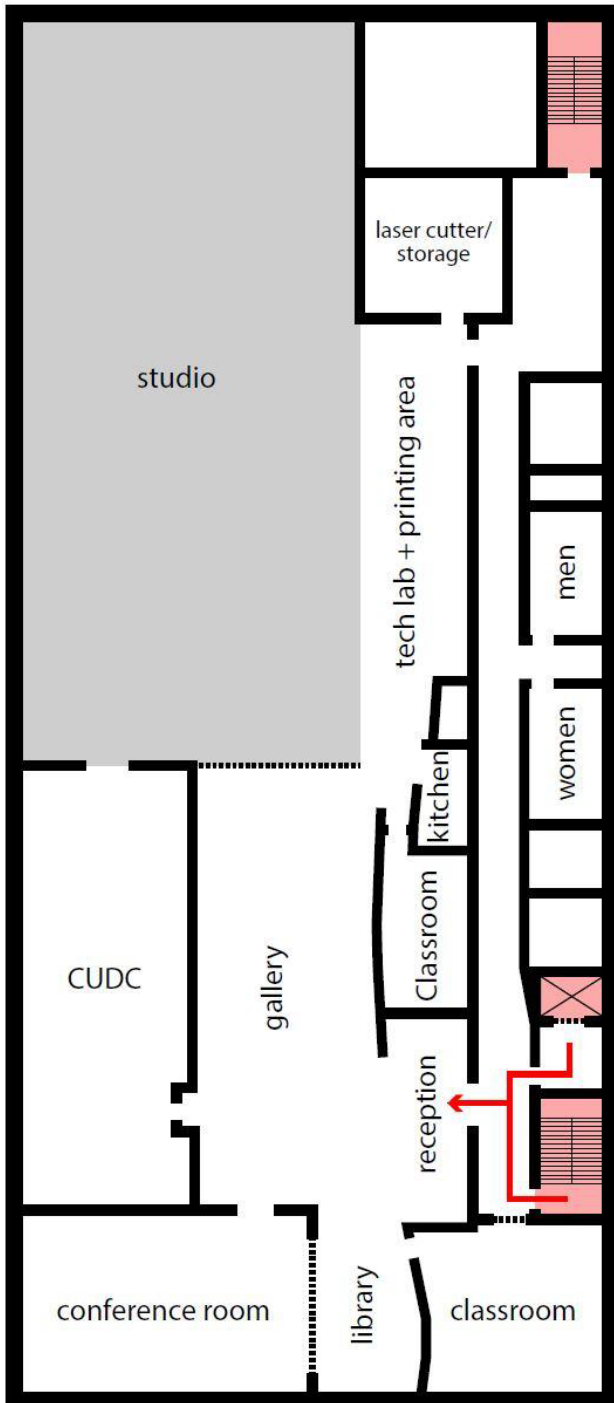 laser cutter/
storage
studio
tech lab + printing area
men
women
kitchen
Classroom
CUDC
gallery
reception
conference room
library
classroom